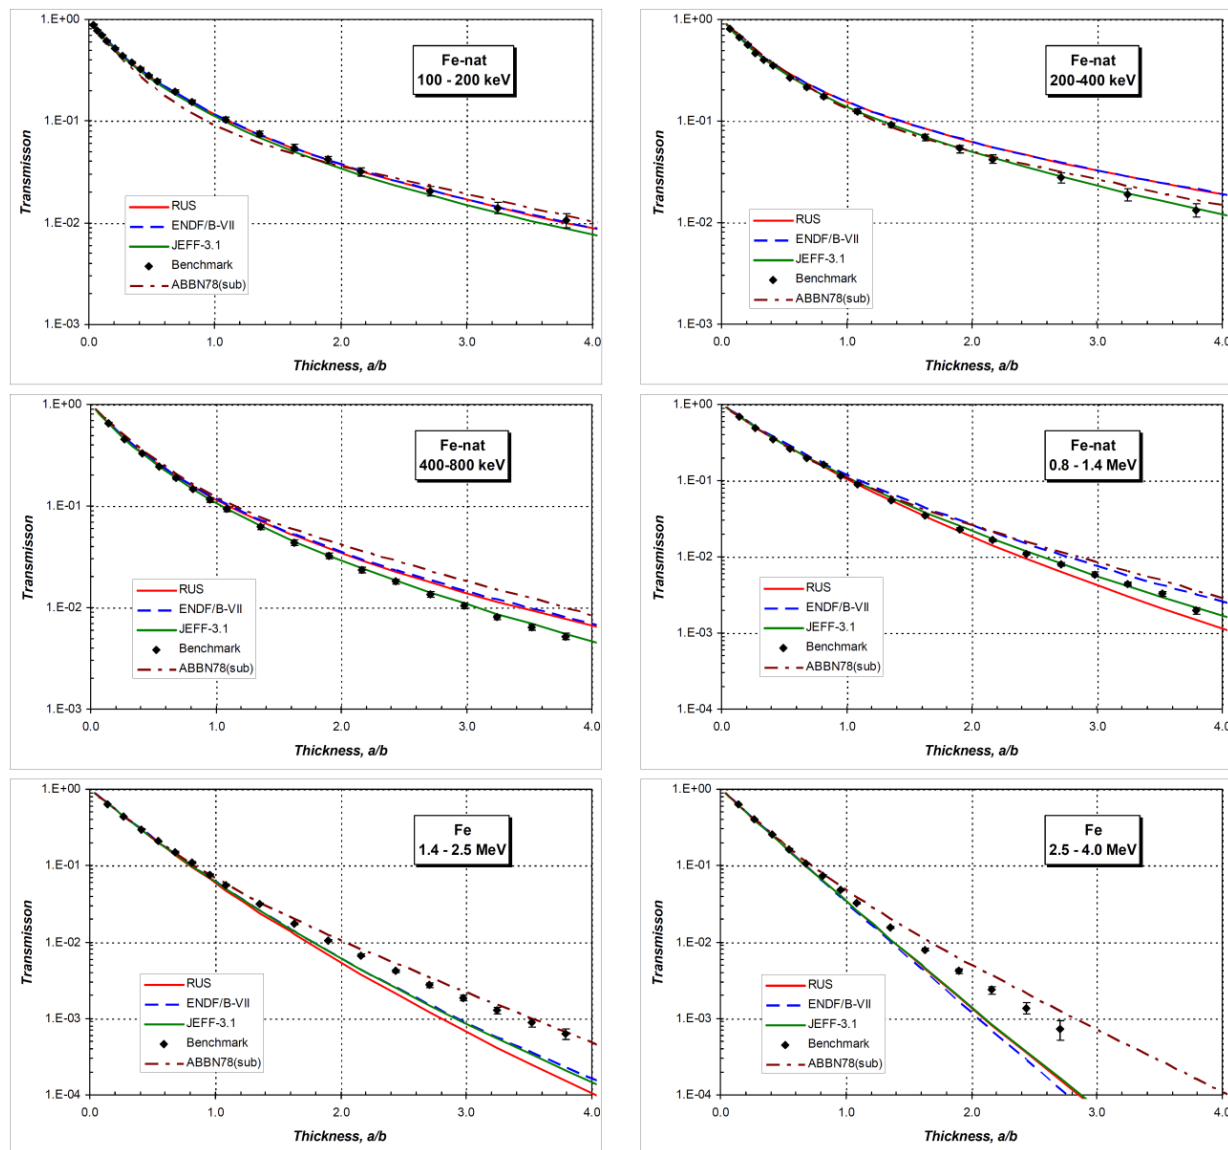 1.E+00
Fe-nat
100 - 200 keV
1.E-01
Transmisson
1.E-02
RUS
ENDF/B-VII
JEFF-3.1
Benchmark
ABBN78(sub)
1.E-03
0.0 1.0 2.0 3.0 4.0
Thickness, a/b
1.E+00
Fe-nat
200-400 keV
1.E-01
Transmisson
1.E-02
RUS
ENDF/B-VII
JEFF-3.1
Benchmark
ABBN78(sub)
1.E-03
0.0 1.0 2.0 3.0 4.0
Thickness, a/b
1.E+00
Fe-nat
400-800 keV
1.E-01
Transmisson
1.E-02
RUS
ENDF/B-VII
JEFF-3.1
Benchmark
ABBN78(sub)
1.E-03
0.0 1.0 2.0 3.0 4.0
Thickness, a/b
1.E+00
Fe-nat
0.8 - 1.4 MeV
1.E-01
Transmisson
1.E-02
1.E-03
RUS
ENDF/B-VII
JEFF-3.1
Benchmark
ABBN78(sub)
1.E-04
0.0 1.0 2.0 3.0 4.0
Thickness, a/b
1.E+00
Fe
1.4 - 2.5 MeV
1.E-01
Transmisson
1.E-02
1.E-03
RUS
ENDF/B-VII
JEFF-3.1
Benchmark
ABBN78(sub)
1.E-04
0.0 1.0 2.0 3.0 4.0
Thickness, a/b
1.E+00
Fe
2.5 - 4.0 MeV
1.E-01
Transmisson
1.E-02
1.E-03
RUS
ENDF/B-VII
JEFF-3.1
Benchmark
ABBN78(sub)
1.E-04
0.0 1.0 2.0 3.0 4.0
Thickness, a/b